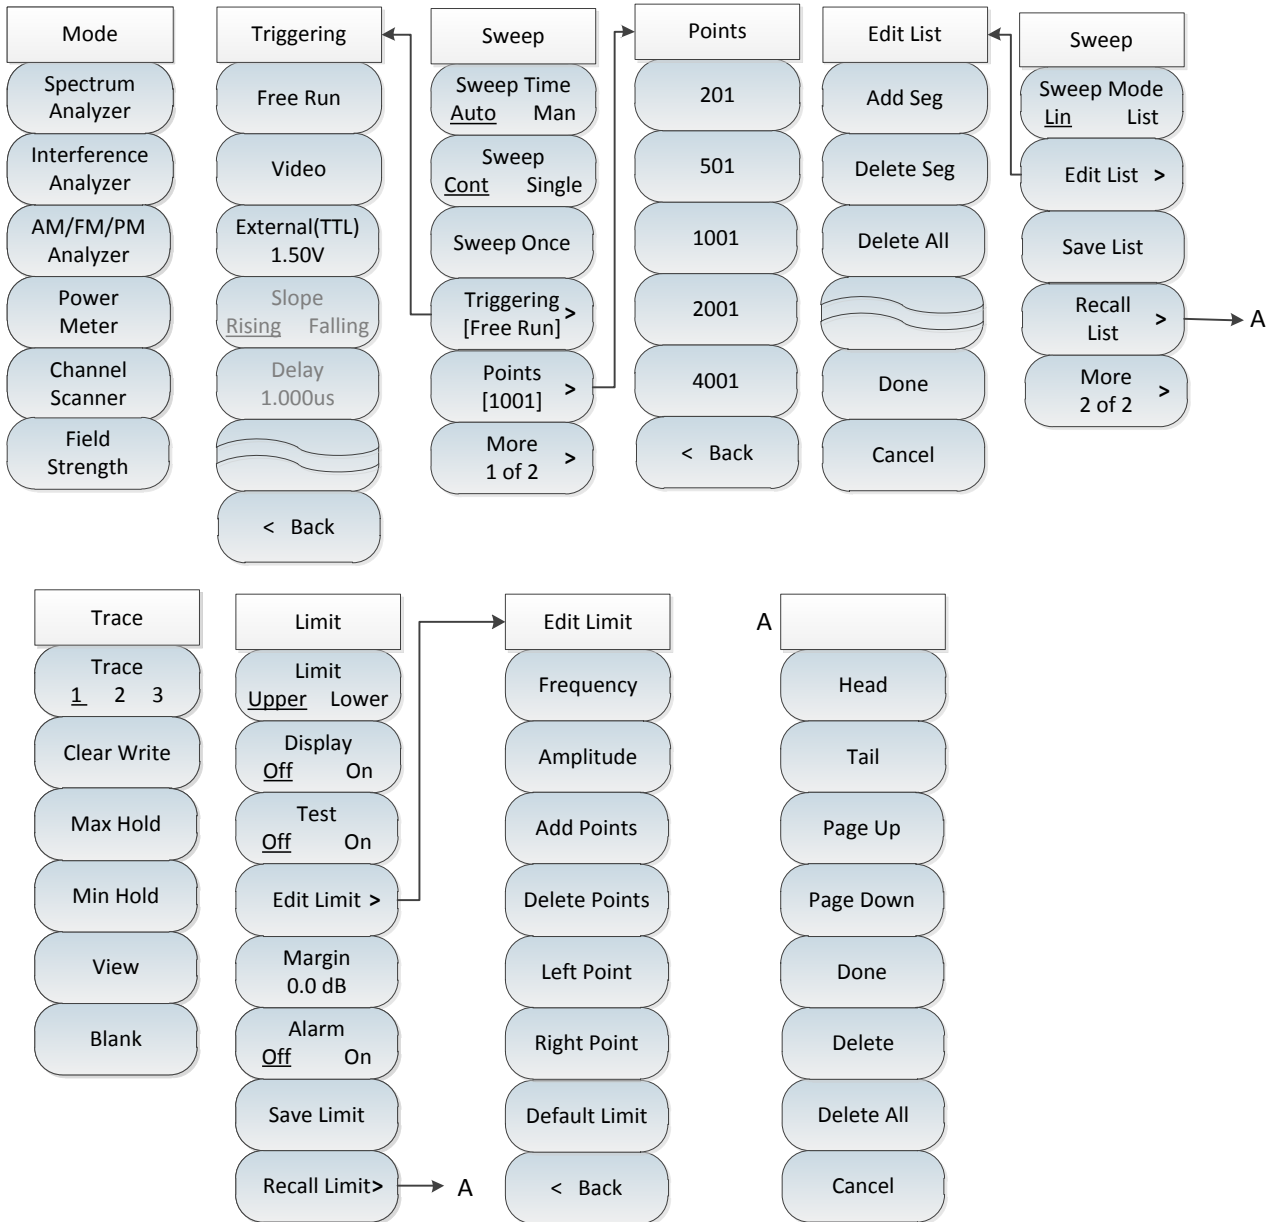 Mode
Spectrum
Analyzer
Interference
Analyzer
AM/FM/PM
Analyzer
Power
Meter
Channel
Scanner
Field
Strength
Triggering
Free Run
Video
External(TTL)
1.50V
Slope
Rising Falling
Delay
1.000us
< Back
Sweep
Sweep Time
Auto Man
Sweep
Cont Single
Sweep Once
Triggering >
[Free Run]
Points >
[1001]
More >
1 of 2
Points
201
501
1001
2001
4001
< Back
Edit List
Add Seg
Delete Seg
Delete All
Done
Cancel
Sweep
Sweep Mode
Lin List
Edit List >
Save List
Recall >
List
More >
2 of 2
A
Trace
Trace
1 2 3
Clear Write
Max Hold
Min Hold
View
Blank
Limit
Limit
Upper Lower
Display
Off On
Test
Off On
Edit Limit >
Margin
0.0 dB
Alarm
Off On
Save Limit
Recall Limit>
A
Edit Limit
Frequency
Amplitude
Add Points
Delete Points
Left Point
Right Point
Default Limit
< Back
A
Head
Tail
Page Up
Page Down
Done
Delete
Delete All
Cancel